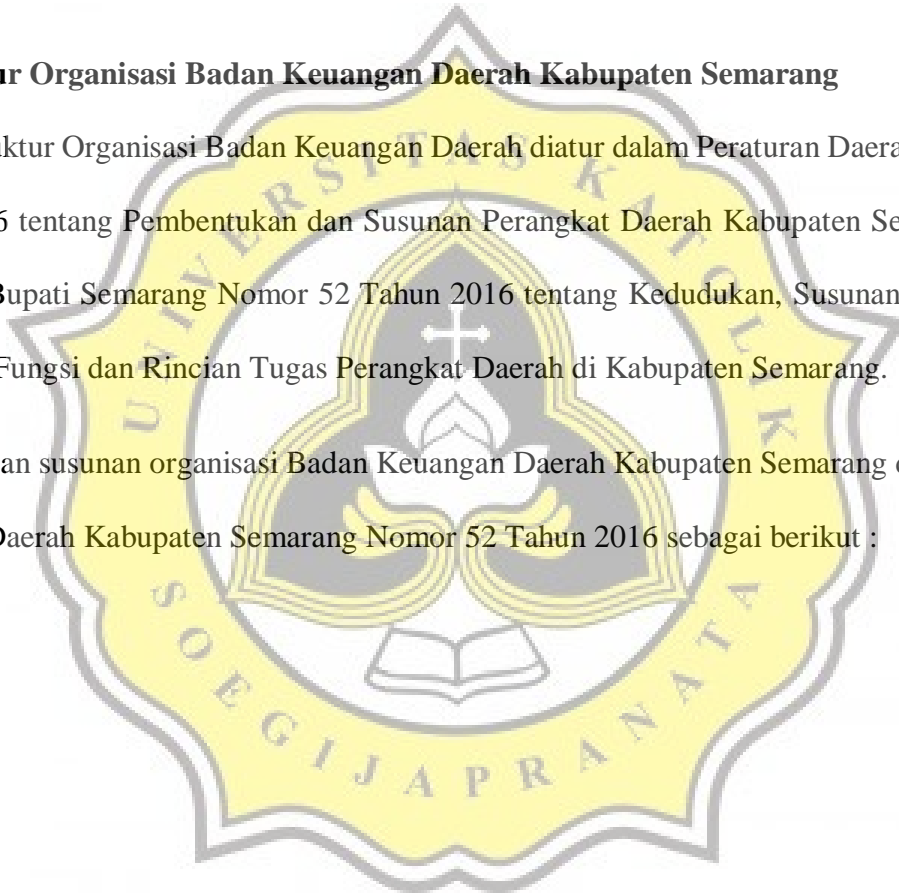 ur Organisasi Badan Keuangan Daerah Kabupaten Semarang
uktur Organisasi Badan Keuangan Daerah diatur dalam Peraturan Daera
6 tentang Pembentukan dan Susunan Perangkat Daerah Kabupaten Se
Bupati Semarang Nomor 52 Tahun 2016 tentang Kedudukan, Susunan
Fungsi dan Rincian Tugas Perangkat Daerah di Kabupaten Semarang.
an susunan organisasi Badan Keuangan Daerah Kabupaten Semarang
Daerah Kabupaten Semarang Nomor 52 Tahun 2016 sebagai berikut :
UNIVERSITAS KATOLIK
SOEGIJAPRANATA